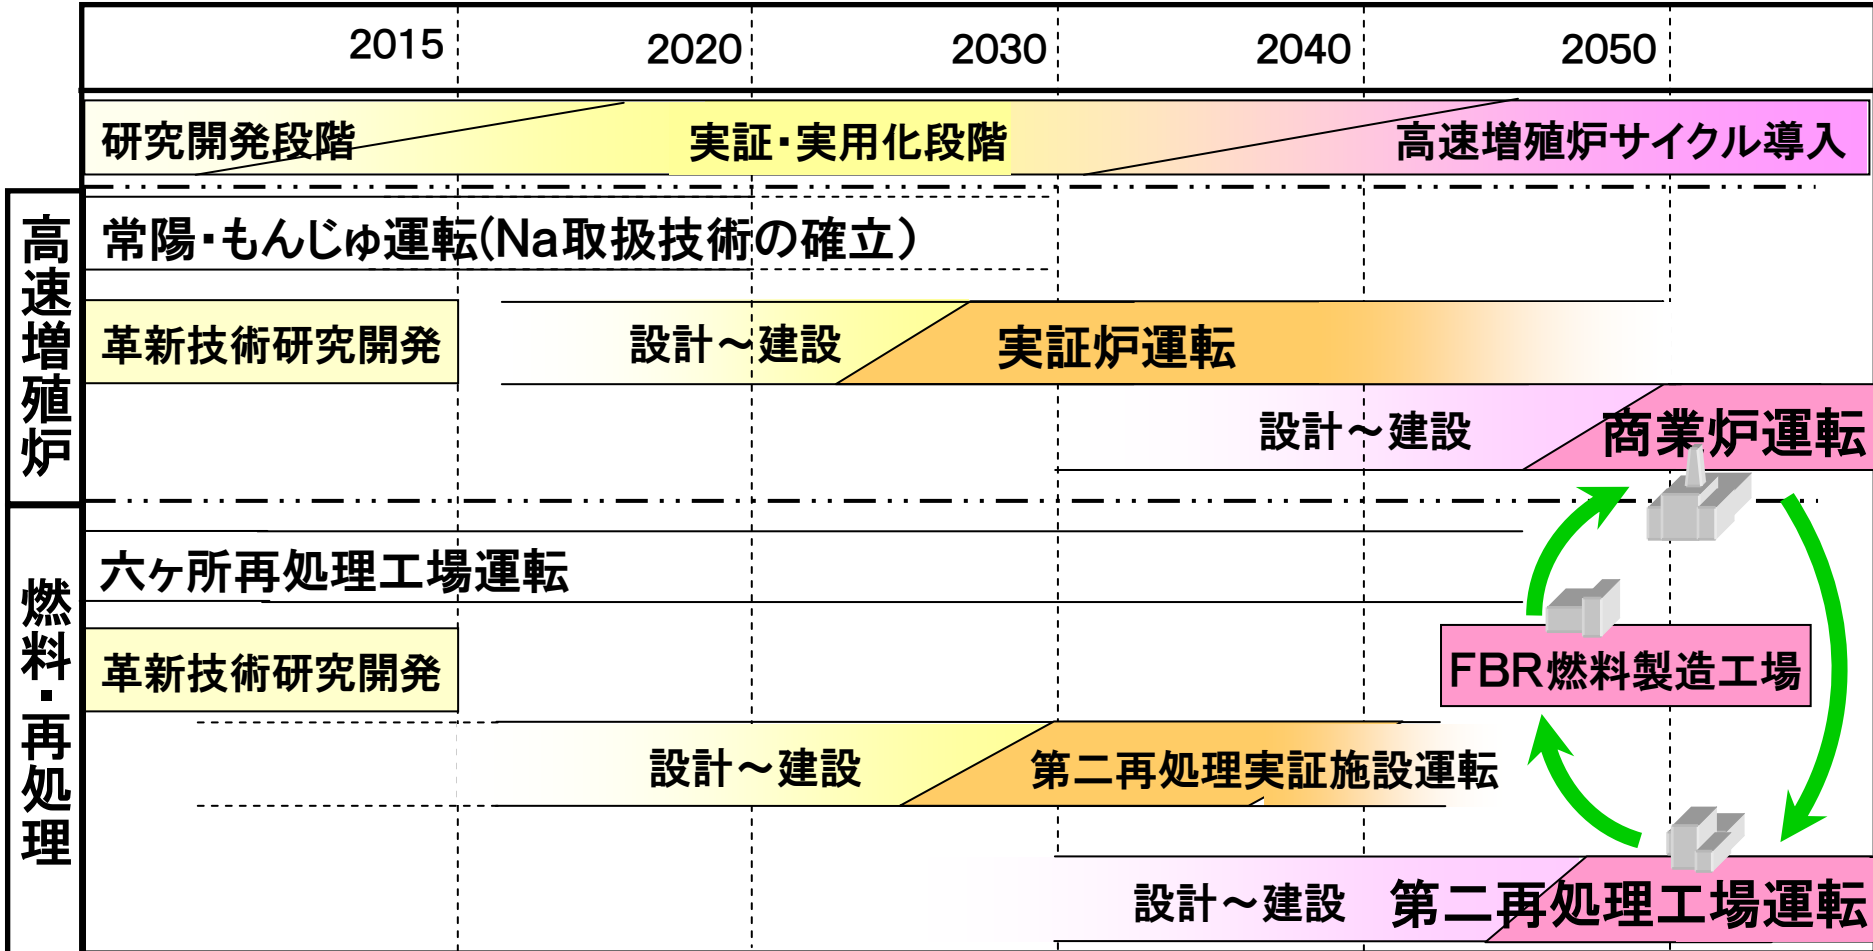 2015 2020 2030 2040 2050
研究開発段階 実証・実用化段階 高速増殖炉サイクル導入
高速増殖炉
常陽・もんじゅ運転(Na取扱技術の確立）
革新技術研究開発 設計～建設 実証炉運転
設計～建設 商業炉運転
燃料・再処理
六ヶ所再処理工場運転
革新技術研究開発 FBR燃料製造工場
設計～建設 第二再処理実証施設運転
設計～建設 第二再処理工場運転